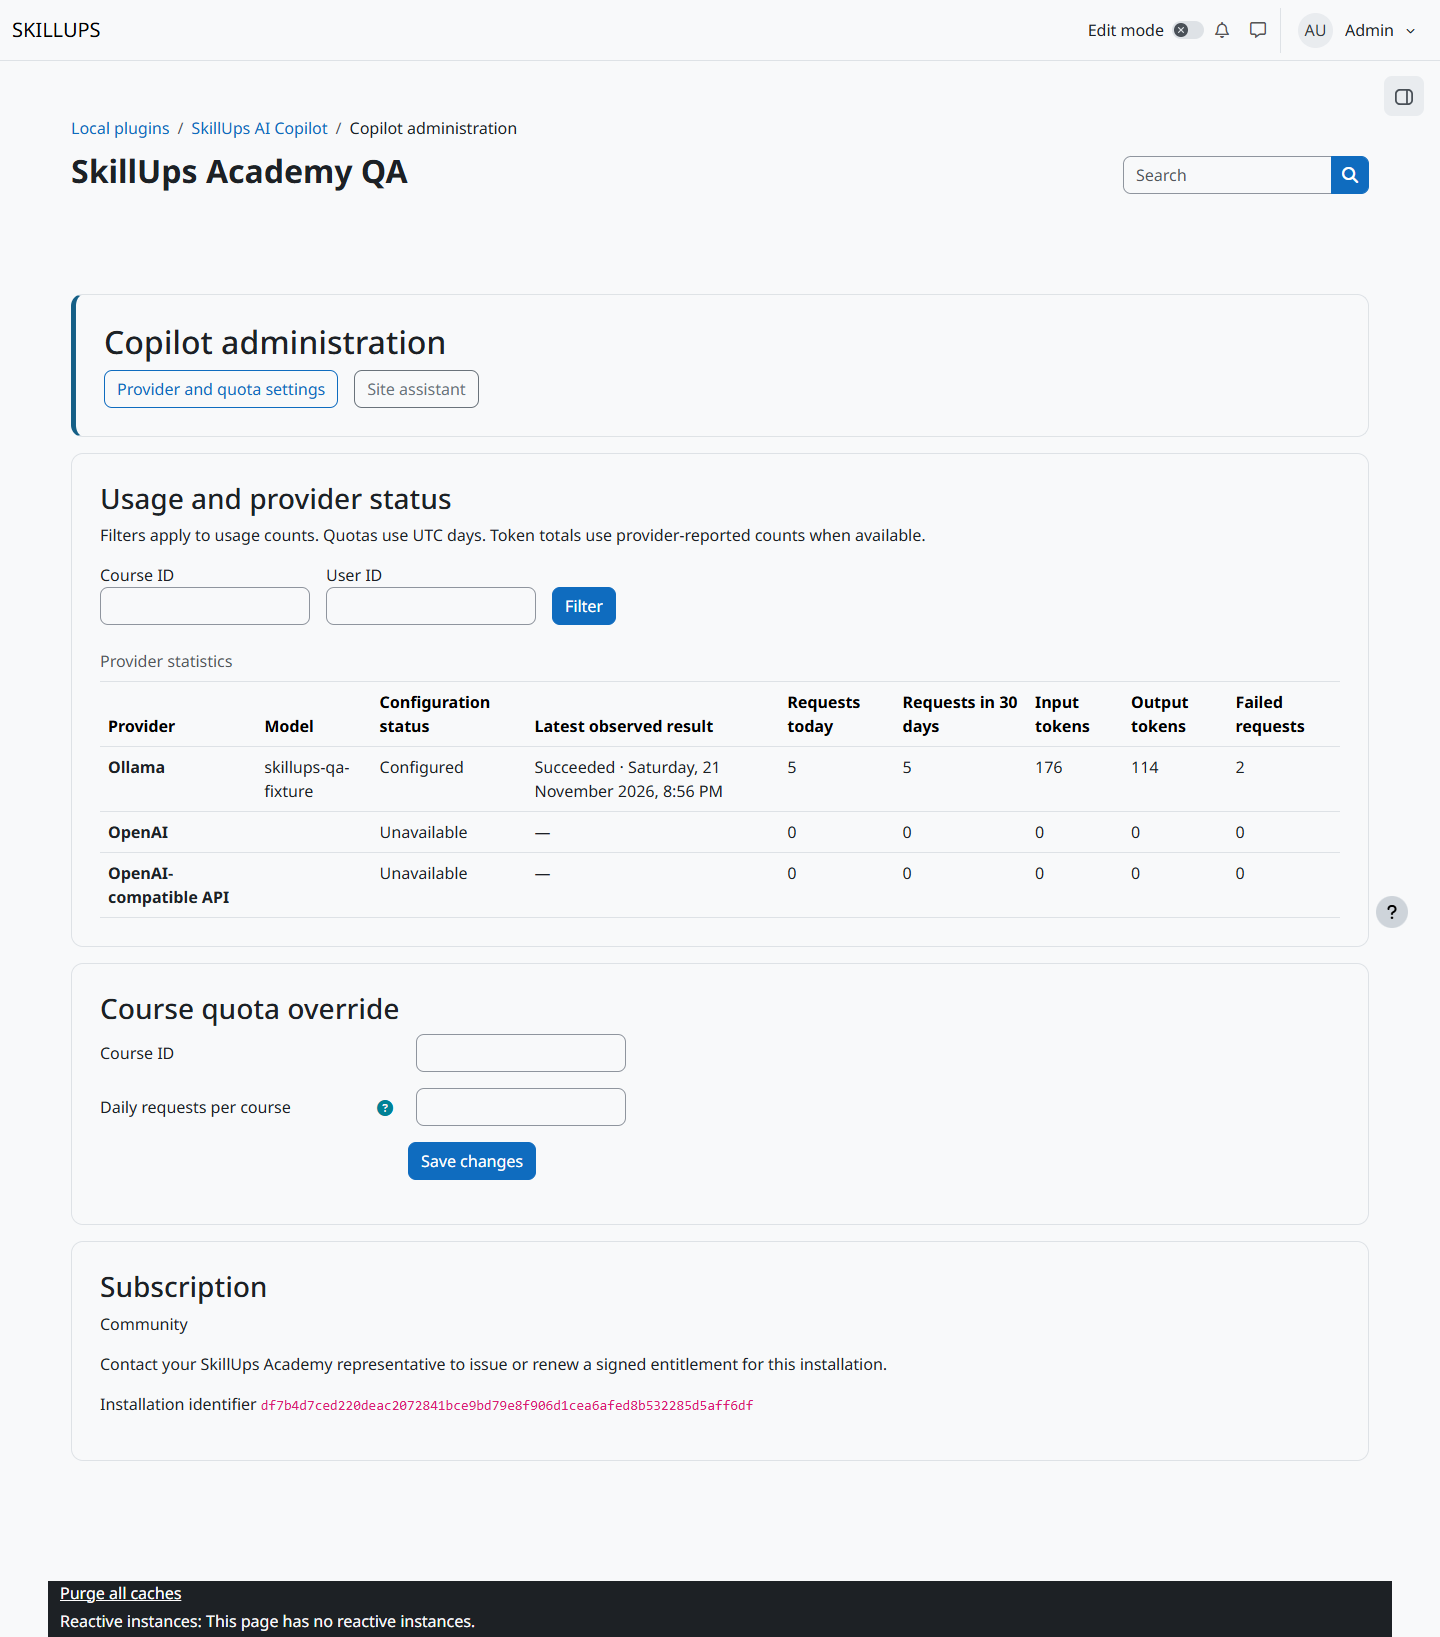 SKILLUPS
Edit mode
AU
Admin
Local plugins / SkillUps AI Copilot / Copilot administration
SkillUps Academy QA
Search
Copilot administration
Provider and quota settings
Site assistant
Usage and provider status
Filters apply to usage counts. Quotas use UTC days. Token totals use provider-reported counts when available.
Course ID
User ID
Filter
Provider statistics
Provider Model Configuration status Latest observed result Requests today Requests in 30 days Input tokens Output tokens Failed requests
Ollama skillups-qa-fixture Configured Succeeded · Saturday, 21 November 2026, 8:56 PM 5 5 176 114 2
OpenAI Unavailable — 0 0 0 0 0
OpenAI-compatible API Unavailable — 0 0 0 0 0
?
Course quota override
Course ID
Daily requests per course ?
Save changes
Subscription
Community
Contact your SkillUps Academy representative to issue or renew a signed entitlement for this installation.
Installation identifier df7b4d7ced220deac2072841bce9bd79e8f906d1cea6afed8b532285d5aff6df
Purge all caches
Reactive instances: This page has no reactive instances.